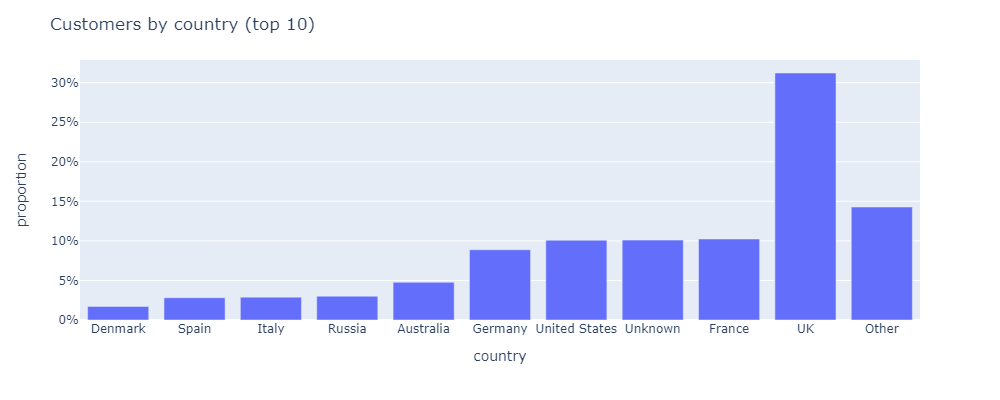 Customers by country (top 10)
30%
25%
20%
15%
10%
5%
0%
proportion
Denmark Spain Italy Russia Australia Germany United States Unknown France UK Other
country